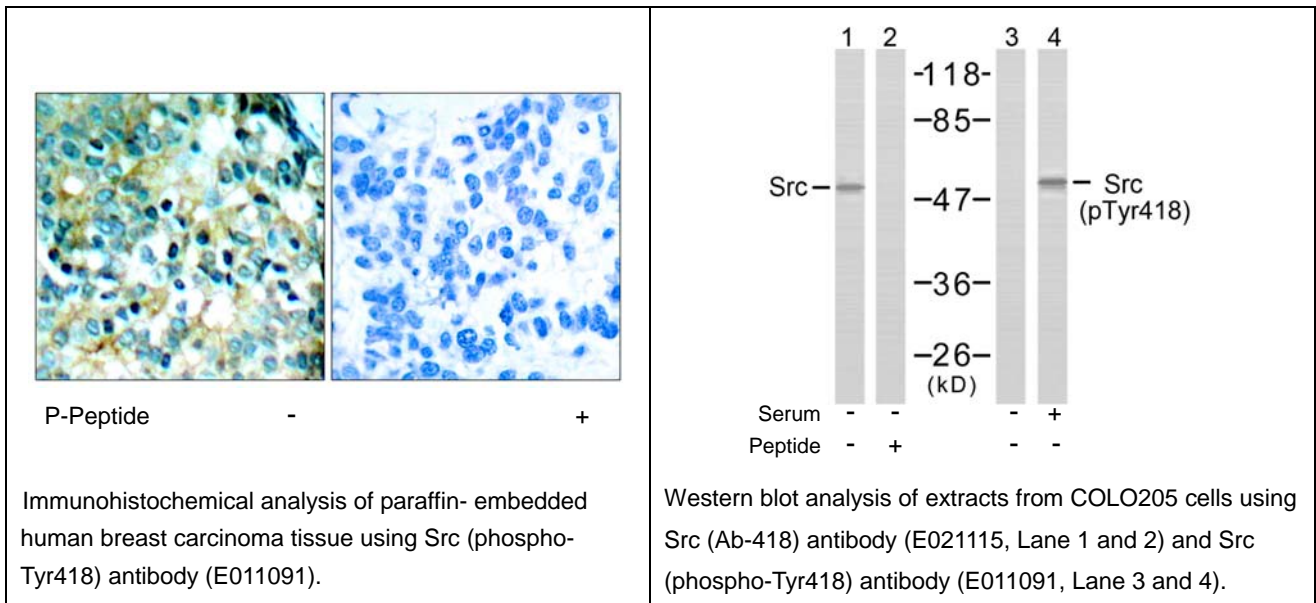 P-Peptide - +
Immunohistochemical analysis of paraffin- embedded
human breast carcinoma tissue using Src (phospho-
Tyr418) antibody (E011091).
1 2 3 4
-118-
-85-
Src-
- Src
(pTyr418)
-47-
-36-
-26-
(kD)
Serum - - - +
Peptide - + - -
Western blot analysis of extracts from COLO205 cells using
Src (Ab-418) antibody (E021115, Lane 1 and 2) and Src
(phospho-Tyr418) antibody (E011091, Lane 3 and 4).